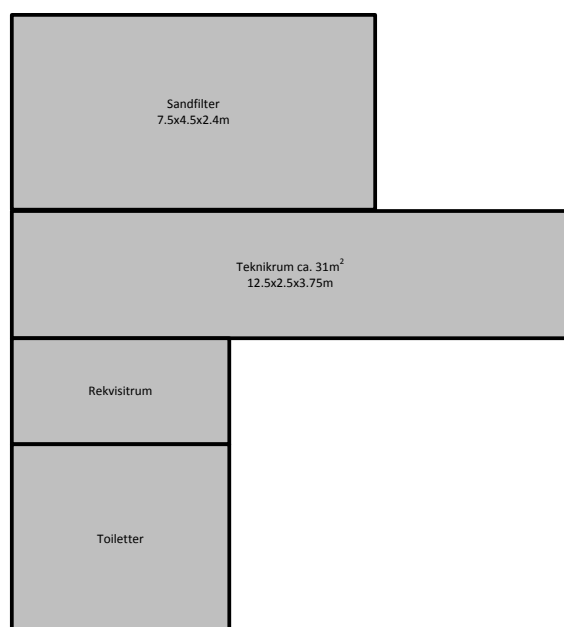 Sandfilter
7.5x4.5x2.4m
Teknikrum ca. 31m²
12.5x2.5x3.75m
Rekvisitrum
Toiletter